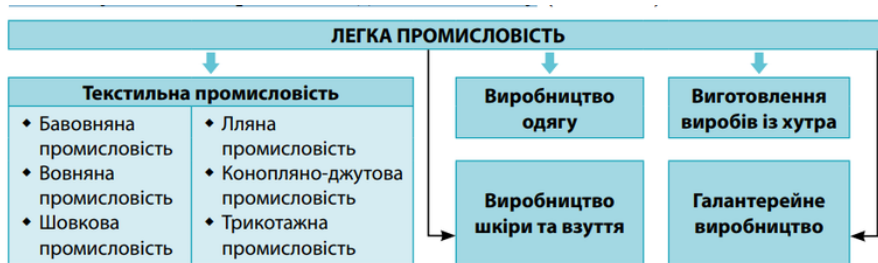 ЛЕГКА ПРОМИСЛОВІСТЬ
Текстильна промисловість
◆ Бавовняна
промисловість
◆ Вовняна
промисловість
◆ Шовкова
промисловість
◆ Лляна
промисловість
◆ Конопляно-джутова
промисловість
◆ Трикотажна
промисловість
Виробництво
одягу
Виготовлення
виробів із хутра
Виробництво
шкіри та взуття
Галантерейне
виробництво